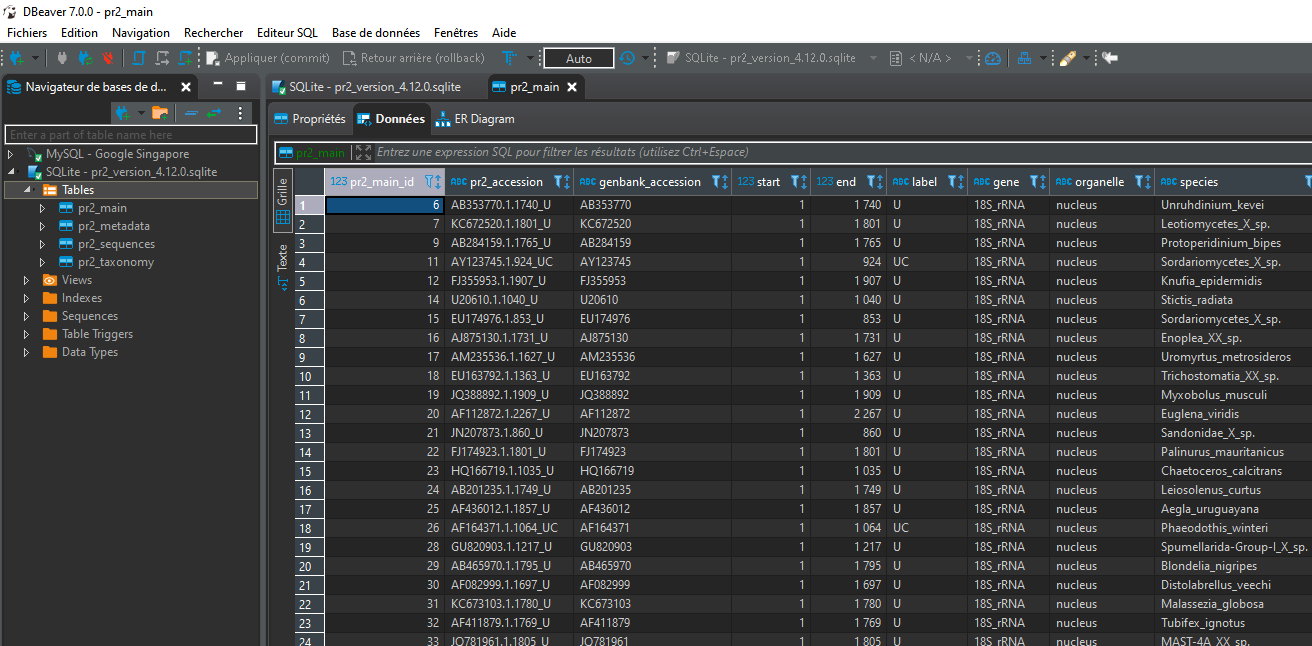 DBeaver 7.0.0 - pr2_main
Fichiers Edition Navigation Rechercher Editeur SQL Base de données Fenêtres Aide
Appliquer (commit) Retour arrière (rollback) Auto SQLite - pr2_version_4.12.0.sqlite < N/A >
Navigateur de bases de d...
SQLite - pr2_version_4.12.0.sqlite pr2_main
Propriétés Données ER Diagram
Enter a part of table name here
MySQL - Google Singapore
SQLite - pr2_version_4.12.0.sqlite
Tables
pr2_main
pr2_metadata
pr2_sequences
pr2_taxonomy
Views
Indexes
Sequences
Table Triggers
Data Types
pr2_main Entrez une expression SQL pour filtrer les résultats (utilisez Ctrl+Espace)
Grille
Texte
123 pr2_main_id ABC pr2_accession ABC genbank_accession 123 start 123 end ABC label ABC gene ABC organelle ABC species
1 6 AB353770.1.1740_U AB353770 1 1 740 U 18S_rRNA nucleus Unruhdinium_kevei
2 7 KC672520.1.1801_U KC672520 1 1 801 U 18S_rRNA nucleus Leotiomycetes_X_sp.
3 9 AB284159.1.1765_U AB284159 1 1 765 U 18S_rRNA nucleus Protoperidinium_bipes
4 11 AY123745.1.924_UC AY123745 1 924 UC 18S_rRNA nucleus Sordariomycetes_X_sp.
5 12 FJ355953.1.1907_U FJ355953 1 1 907 U 18S_rRNA nucleus Knufia_epidermidis
6 14 U20610.1.1040_U U20610 1 1 040 U 18S_rRNA nucleus Stictis_radiata
7 15 EU174976.1.853_U EU174976 1 853 U 18S_rRNA nucleus Sordariomycetes_X_sp.
8 16 AJ875130.1.1731_U AJ875130 1 1 731 U 18S_rRNA nucleus Enoplea_XX_sp.
9 17 AM235536.1.1627_U AM235536 1 1 627 U 18S_rRNA nucleus Uromyrtus_metrosideros
10 18 EU163792.1.1363_U EU163792 1 1 363 U 18S_rRNA nucleus Trichostomatia_XX_sp.
11 19 JQ388892.1.1909_U JQ388892 1 1 909 U 18S_rRNA nucleus Myxobolus_musculi
12 20 AF112872.1.2267_U AF112872 1 2 267 U 18S_rRNA nucleus Euglena_viridis
13 21 JN207873.1.860_U JN207873 1 860 U 18S_rRNA nucleus Sandonidae_X_sp.
14 22 FJ174923.1.1801_U FJ174923 1 1 801 U 18S_rRNA nucleus Palinurus_mauritanicus
15 23 HQ166719.1.1035_U HQ166719 1 1 035 U 18S_rRNA nucleus Chaetoceros_calcitrans
16 24 AB201235.1.1749_U AB201235 1 1 749 U 18S_rRNA nucleus Leiosolenus_curtus
17 25 AF436012.1.1857_U AF436012 1 1 857 U 18S_rRNA nucleus Aegla_uruguayana
18 26 AF164371.1.1064_UC AF164371 1 1 064 UC 18S_rRNA nucleus Phaeodothis_winteri
19 28 GU820903.1.1217_U GU820903 1 1 217 U 18S_rRNA nucleus Spumellarida-Group-I_X_sp.
20 29 AB465970.1.1795_U AB465970 1 1 795 U 18S_rRNA nucleus Blondelia_nigripes
21 30 AF082999.1.1697_U AF082999 1 1 697 U 18S_rRNA nucleus Distolabrellus_veechi
22 31 KC673103.1.1780_U KC673103 1 1 780 U 18S_rRNA nucleus Malassezia_globosa
23 32 AF411879.1.1769_U AF411879 1 1 769 U 18S_rRNA nucleus Tubifex_ignotus
24 33 JQ781961.1.1805_U JQ781961 1 1 805 U 18S_rRNA nucleus MAST-4A_XX_sp.